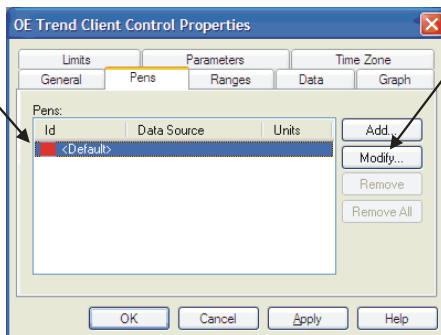 OE Trend Client Control Properties
Limits Parameters Time Zone
General Pens Ranges Data Graph
Pens:
Id Data Source Units
<Default>
Add...
Modify...
Remove
Remove All
OK Cancel Apply Help